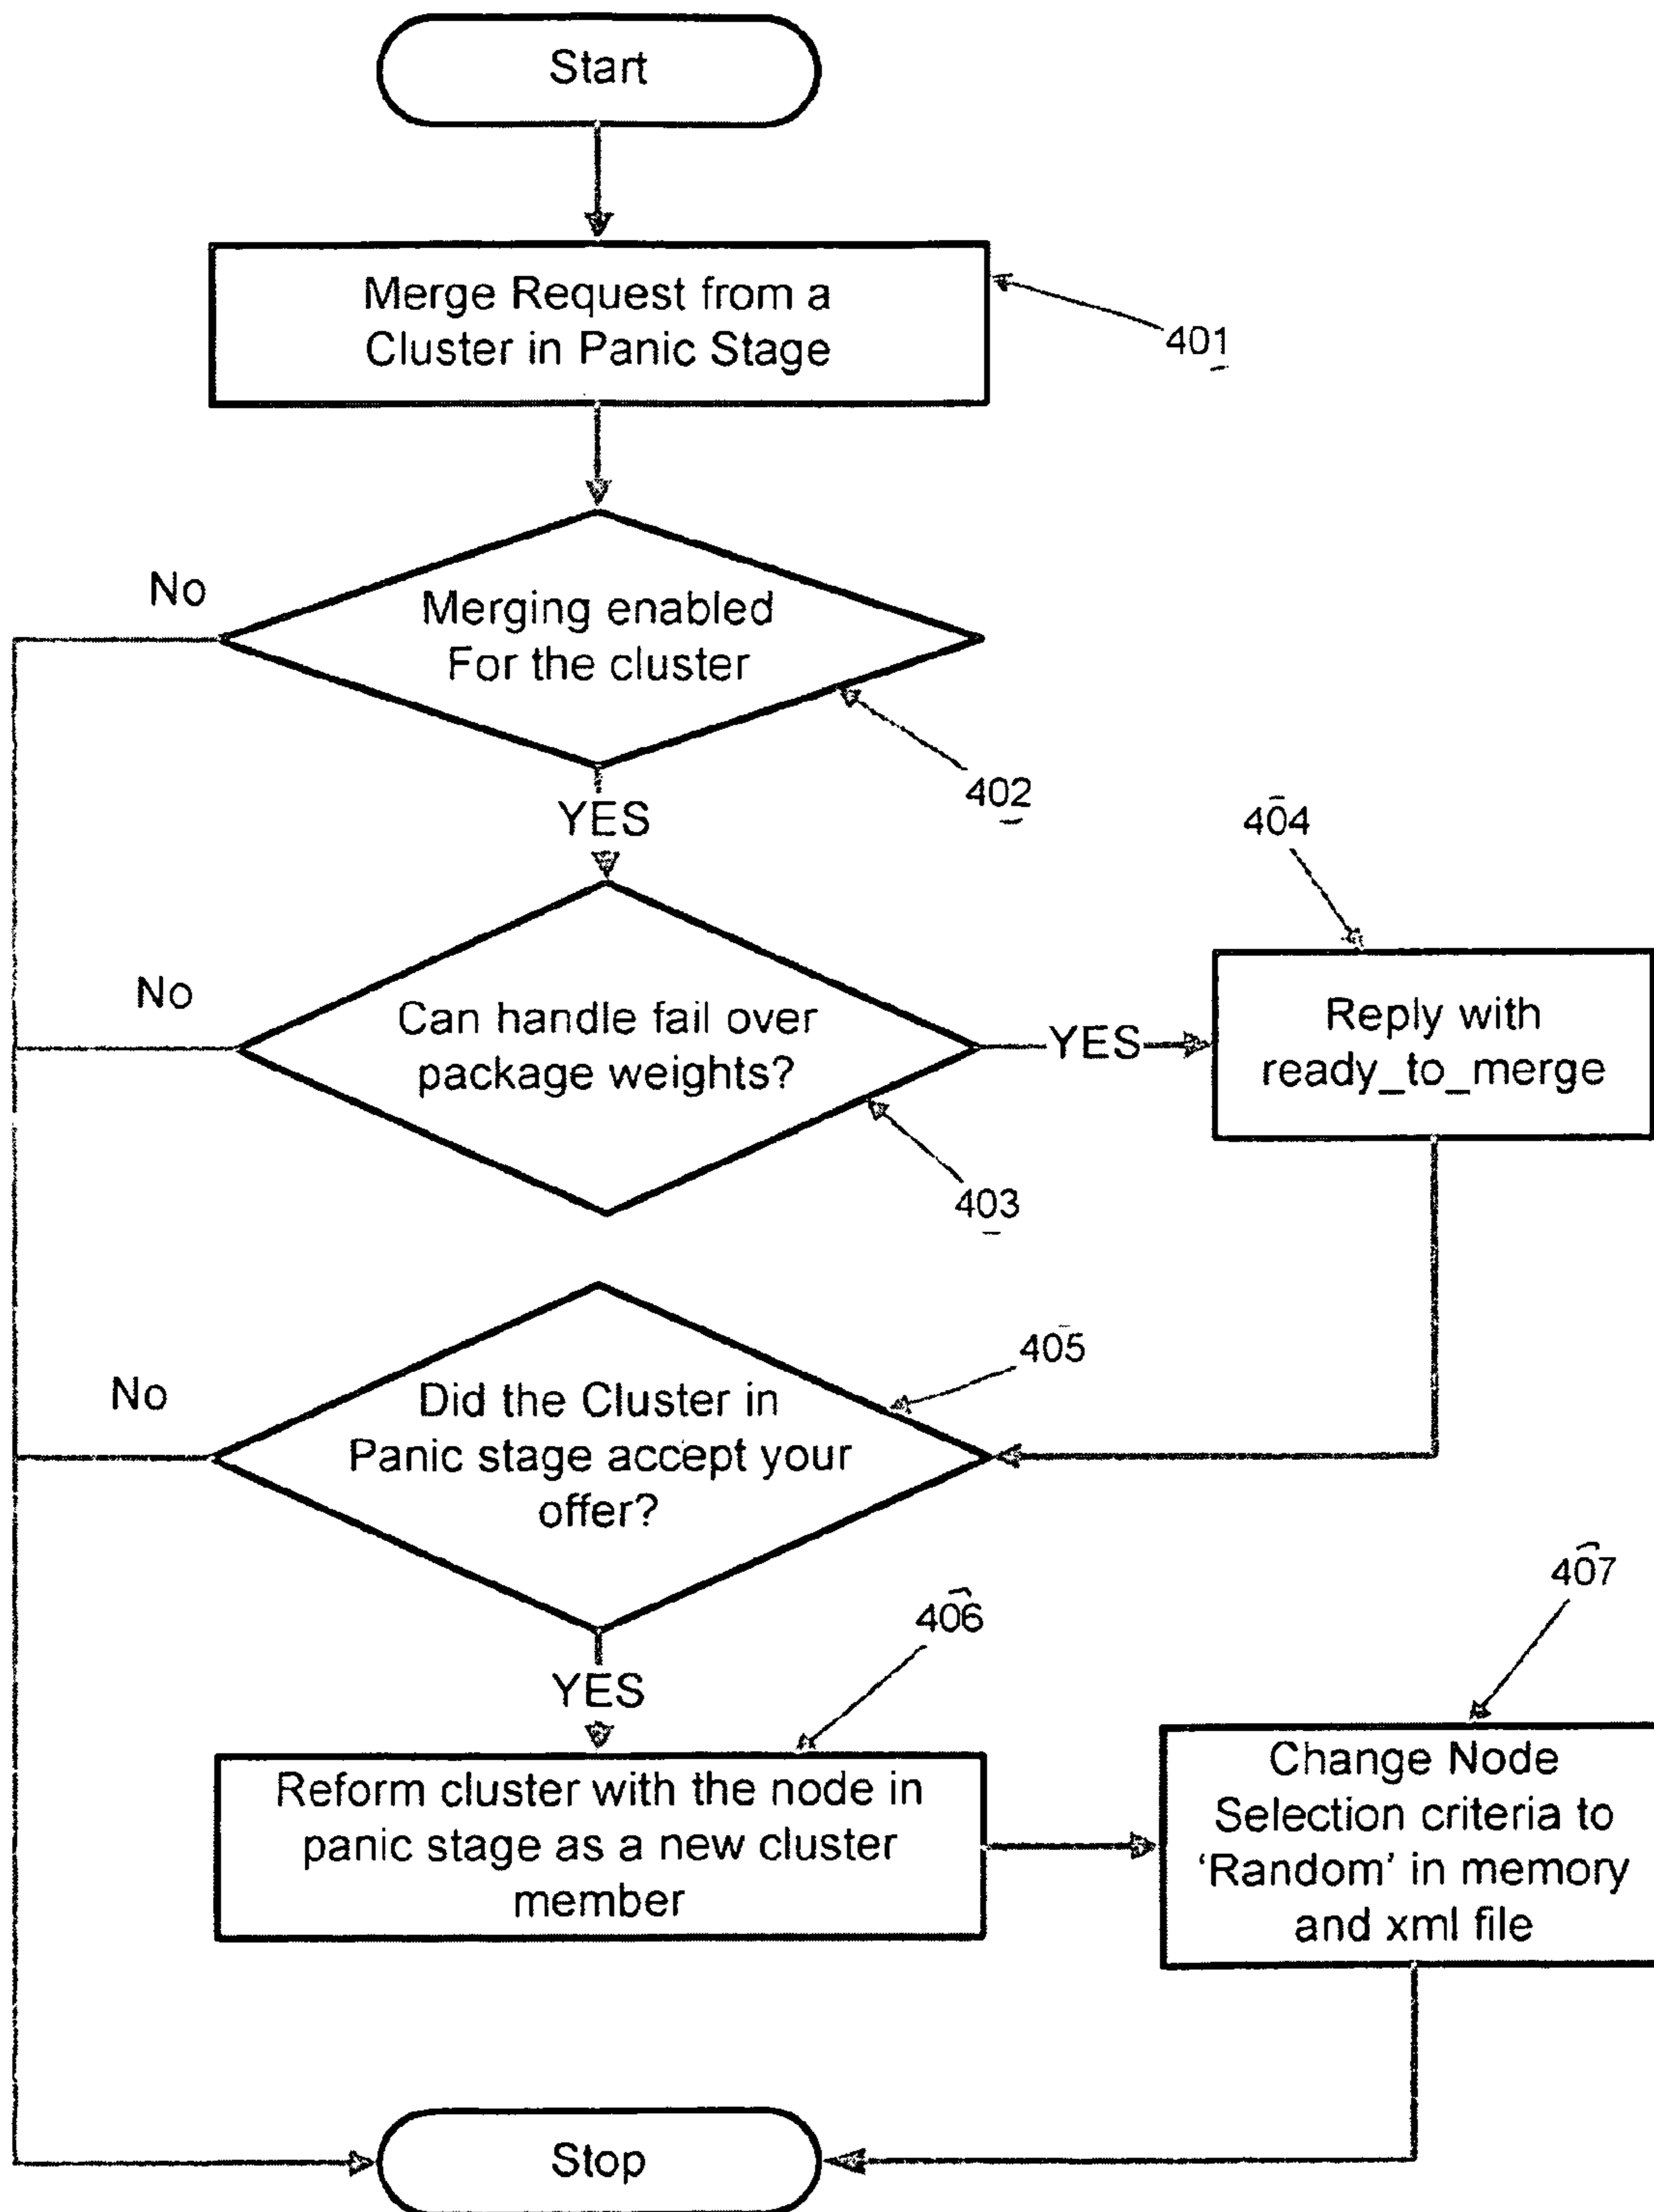 Start
Merge Request from a
Cluster in Panic Stage
401
No
Merging enabled
For the cluster
402
YES
404
No
Can handle fail over
package weights?
YES
Reply with
ready_to_merge
403
405
No
Did the Cluster in
Panic stage accept your
offer?
407
406
YES
Reform cluster with the node in
panic stage as a new cluster
member
Change Node
Selection criteria to
‘Random’ in memory
and xml file
Stop